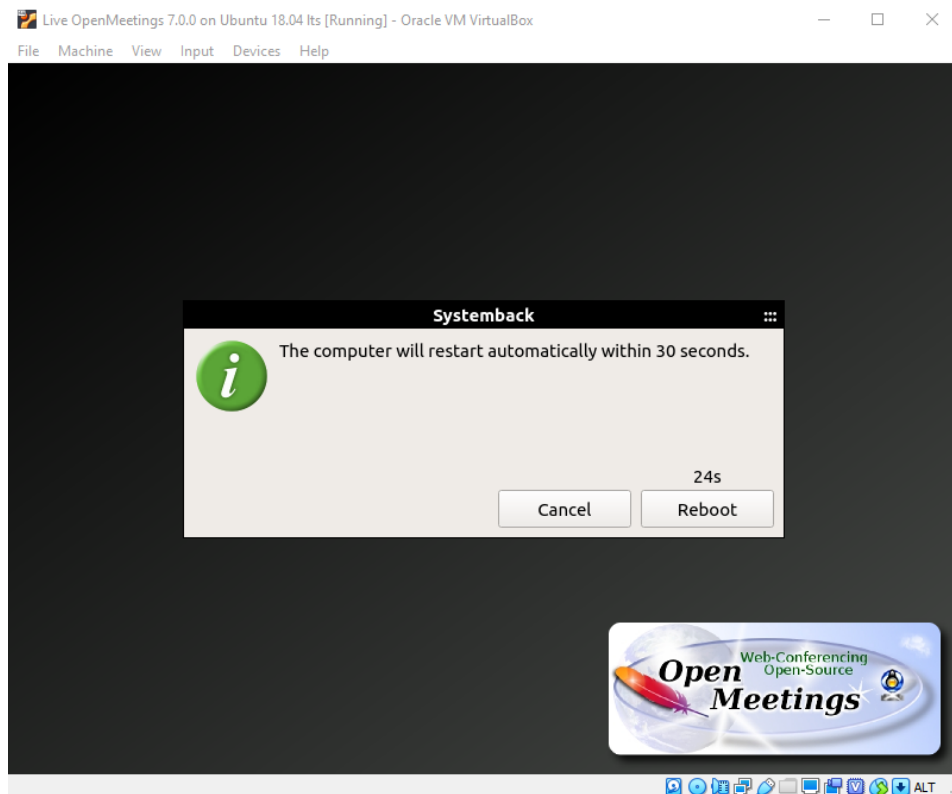 Live OpenMeetings 7.0.0 on Ubuntu 18.04 lts [Running] - Oracle VM VirtualBox
File Machine View Input Devices Help
Systemback
The computer will restart automatically within 30 seconds.
24s
Cancel Reboot
Web-Conferencing
Open-Source
Open
Meetings
ALT